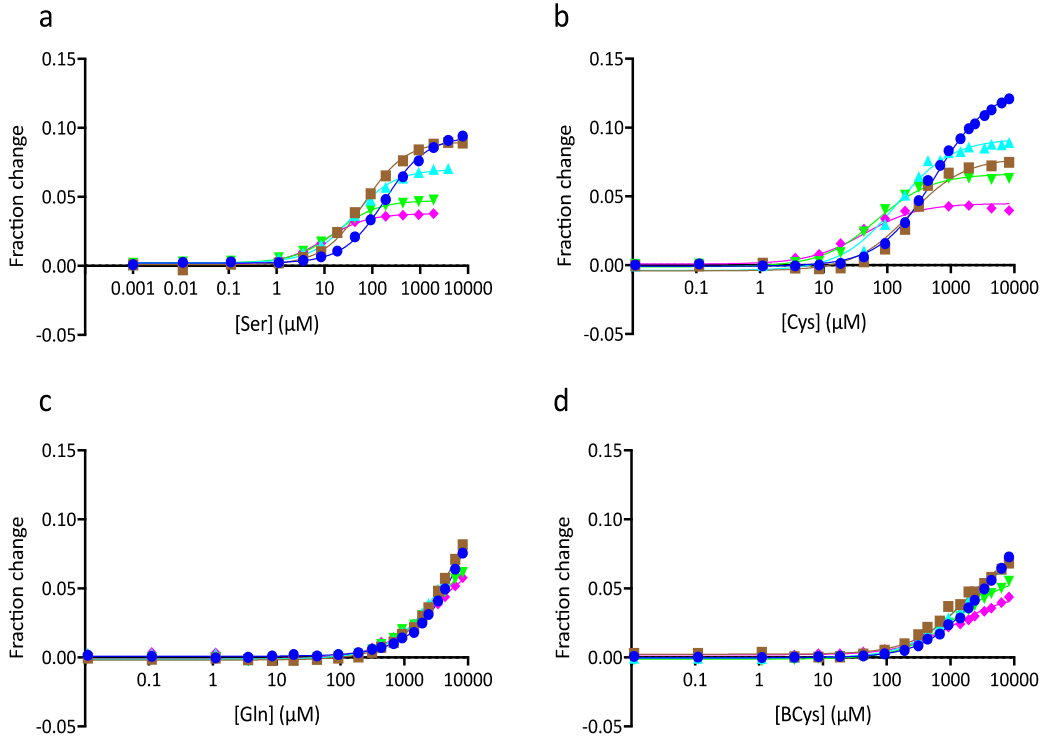 a
0.15
0.10
0.05
0.00
-0.05
Fraction change
0.001 0.01 0.1 1 10 100 1000 10000
[Ser] (µM)
b
0.15
0.10
0.05
0.00
-0.05
Fraction change
0.1 1 10 100 1000 10000
[Cys] (µM)
c
0.15
0.10
0.05
0.00
-0.05
Fraction change
0.1 1 10 100 1000 10000
[Gln] (µM)
d
0.15
0.10
0.05
0.00
-0.05
Fraction change
0.1 1 10 100 1000 10000
[BCys] (µM)